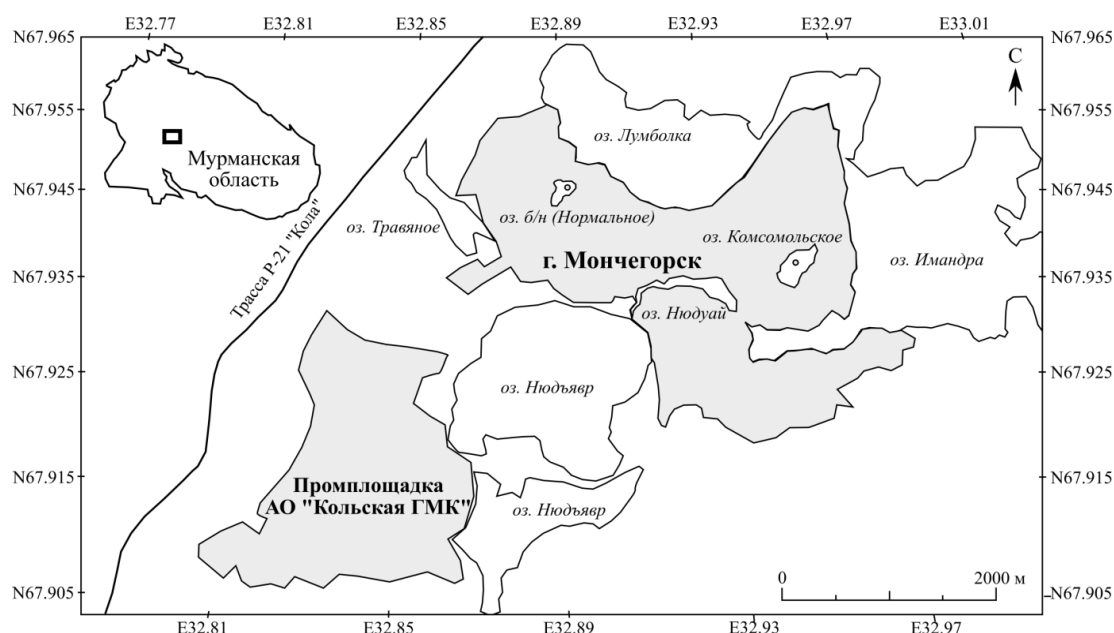 E32.77 E32.81 E32.85 E32.89 E32.93 E32.97 E33.01
N67.965 N67.965
С
N67.955 N67.955
оз. Лумболка
Мурманская
область
N67.945 N67.945
оз. б/н (Нормальное)
оз. Травяное
оз. Комсомольское
г. Мончегорск
оз. Имандра
N67.935 N67.935
Трасса Р-21 "Кола"
оз. Нюдуай
N67.925 N67.925
оз. Нюдъявр
N67.915 N67.915
Промплощадка
АО "Кольская ГМК"
оз. Нюдъявр
0 2000 м
N67.905 N67.905
E32.81 E32.85 E32.89 E32.93 E32.97